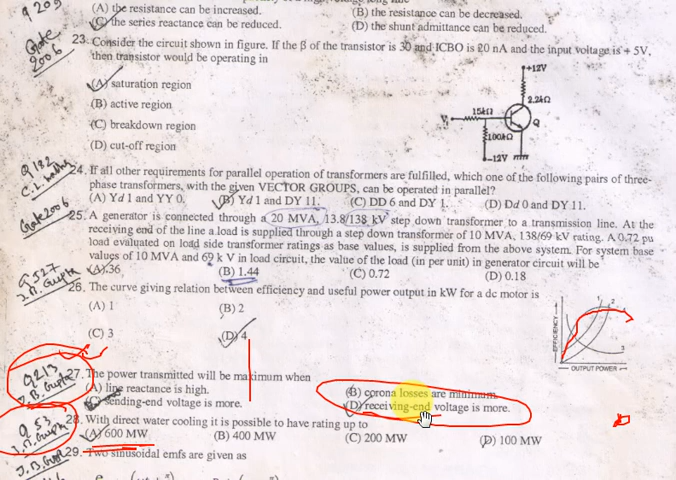 (A) the resistance can be increased.
(B) the resistance can be decreased.
(C) the series reactance can be reduced.
(D) the shunt admittance can be reduced.
Gate 2006
23. Consider the circuit shown in figure. If the β of the transistor is 30 and ICBO is 20 nA and the input voltage is + 5V,
then transistor would be operating in
(A) saturation region
(B) active region
(C) breakdown region
(D) cut-off region
+12V
2.2kΩ
15kΩ
Q
100kΩ
-12V
24. If all other requirements for parallel operation of transformers are fulfilled, which one of the following pairs of three-
phase transformers, with the given VECTOR GROUPS, can be operated in parallel?
(A) Yd 1 and YY 0. (B) Yd 1 and DY 11. (C) DD 6 and DY 1. (D) Dd 0 and DY 11.
Gate 2006
25. A generator is connected through a 20 MVA, 13.8/138 kV step down transformer to a transmission line. At the
receiving end of the line a load is supplied through a step down transformer of 10 MVA, 138/69 kV rating. A 0.72 pu
load evaluated on load side transformer ratings as base values, is supplied from the above system. For system base
values of 10 MVA and 69 k V in load circuit, the value of the load (in per unit) in generator circuit will be
(A).36 (B) 1.44 (C) 0.72 (D) 0.18
Q 527
J.B. Gupta
26. The curve giving relation between efficiency and useful power output in kW for a dc motor is
(A) 1 (B) 2
(C) 3 (D) 4
EFFICIENCY
OUTPUT POWER
Q 213
J.B. Gupta
27. The power transmitted will be maximum when
(A) line reactance is high.
(B) corona losses are minimum.
(C) sending-end voltage is more.
(D) receiving-end voltage is more.
Q 53
J.B. Gupta
28. With direct water cooling it is possible to have rating up to
(A) 600 MW (B) 400 MW (C) 200 MW (D) 100 MW
29. Two sinusoidal emfs are given as